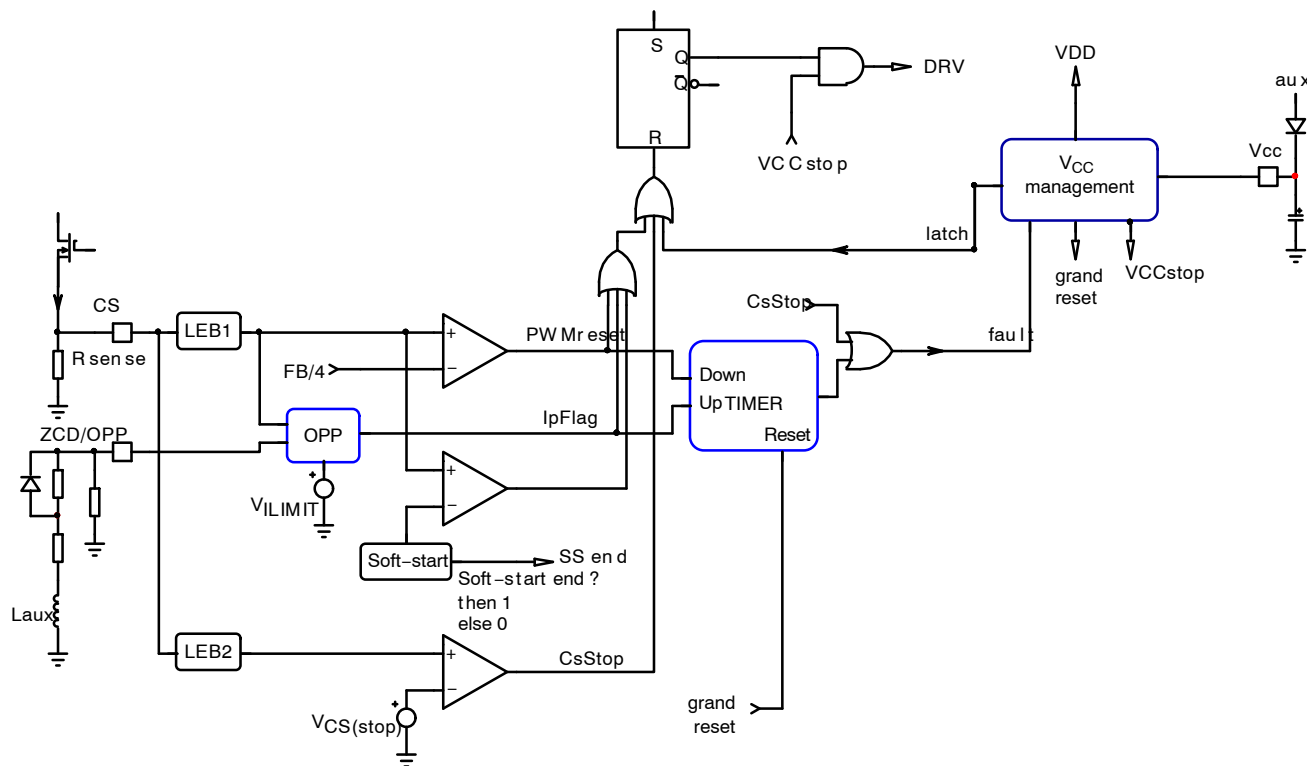 S
Q
Q
R
DRV
VCCstop
VDD
aux
VCC
management
Vcc
latch
grand
reset
VCCstop
CS
LEB1
Rsense
FB/4
PWMreset
CsStop
fault
Down
Up TIMER
Reset
ZCD/OPP
OPP
IpFlag
VILIMIT
Soft-start
SS end
Soft-start end ?
then 1
else 0
Laux
LEB2
CsStop
VCS(stop)
grand
reset
+
−
+
−
+
−
+
+
+